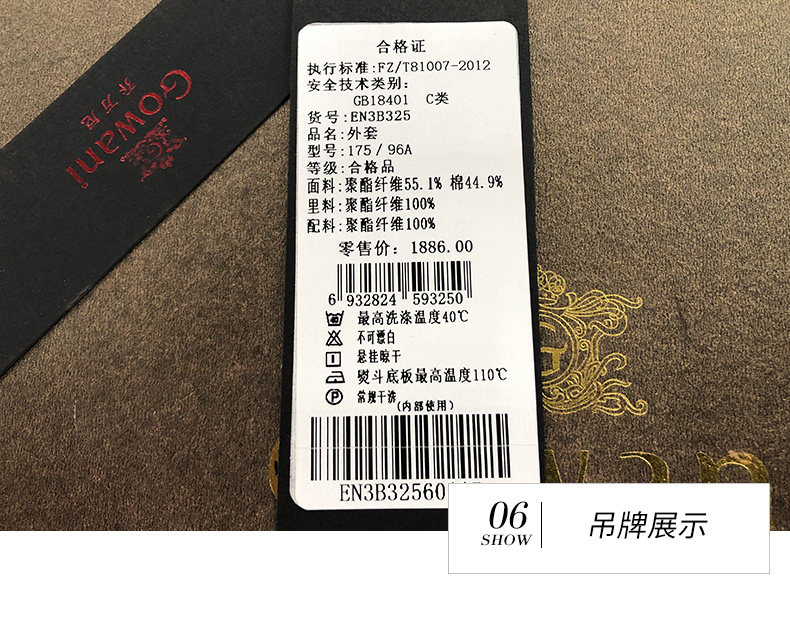 Gowani
乔万尼
合格证
执行标准:FZ/T81007-2012
安全技术类别:
GB18401 C类
货号:EN3B325
品名:外套
型号:175/96A
等级:合格品
面料:聚酯纤维55.1% 棉44.9%
里料:聚酯纤维100%
配料:聚酯纤维100%
零售价: 1886.00
6 932824 593250
最高洗涤温度40℃
不可漂白
悬挂晾干
熨斗底板最高温度110℃
常规干洗
(内部使用)
EN3B32560
06
SHOW
吊牌展示